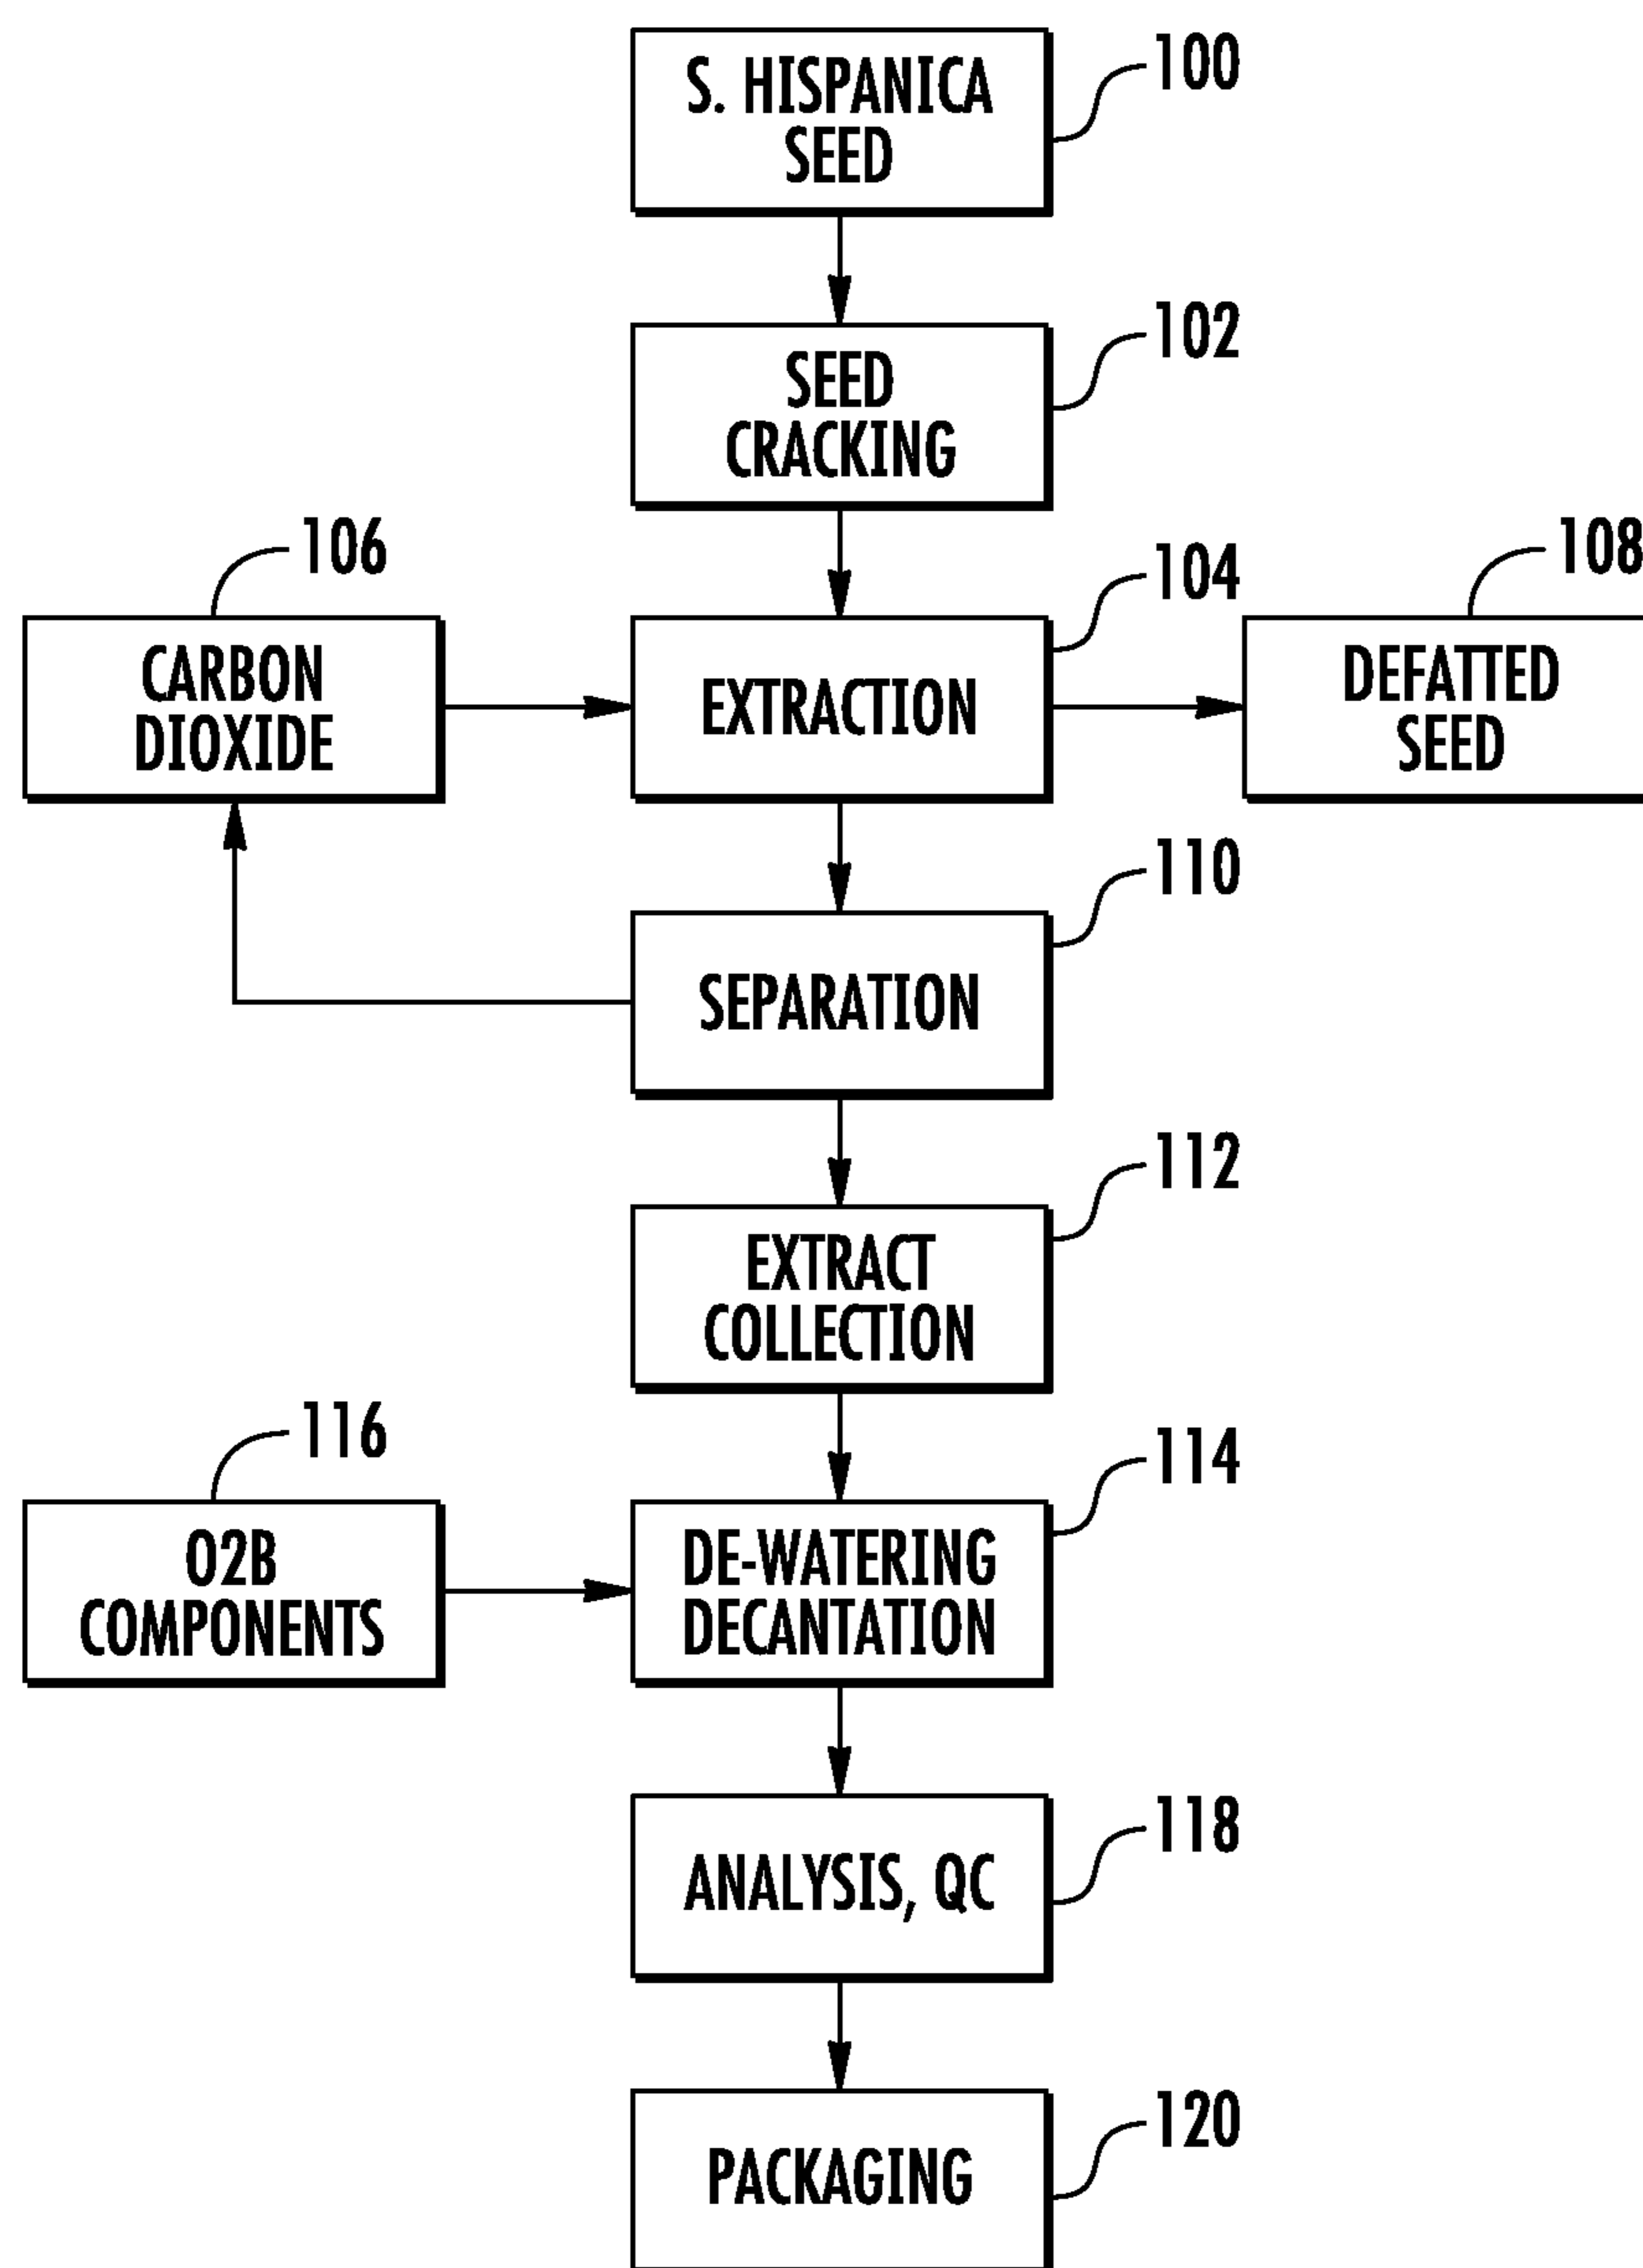 S. HISPANICA
SEED
100
SEED
CRACKING
102
106
104
108
CARBON
DIOXIDE
EXTRACTION
DEFATTED
SEED
110
SEPARATION
112
EXTRACT
COLLECTION
116
114
O2B
COMPONENTS
DE-WATERING
DECANTATION
118
ANALYSIS, QC
120
PACKAGING